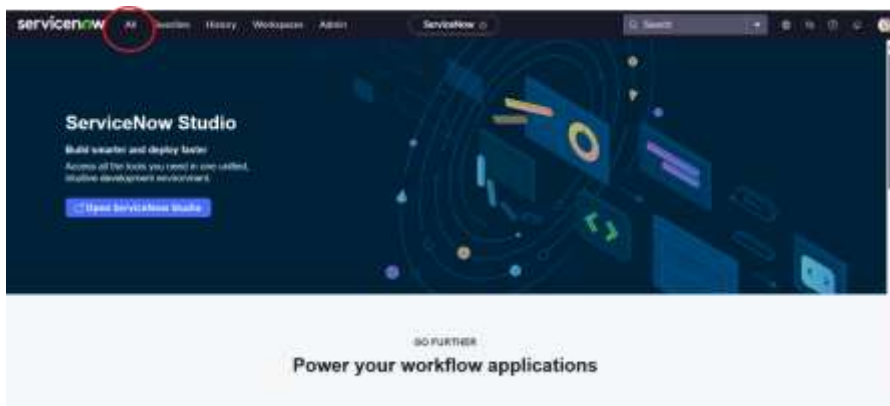 servicenow All Favorites History Workspaces Admin ServiceNow Search
ServiceNow Studio
Build smarter and deploy faster
Access all the tools you need in one unified,
intuitive development environment.
Open ServiceNow Studio
GO FURTHER
Power your workflow applications